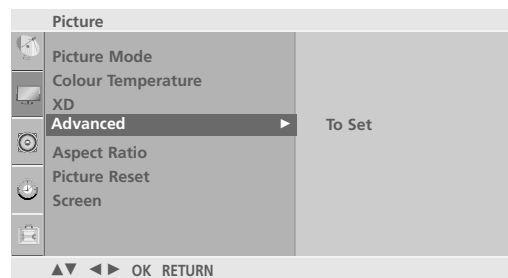 Picture
Picture Mode
Colour Temperature
XD
Advanced ► To Set
Aspect Ratio
Picture Reset
Screen
▲▼ ◄► OK RETURN